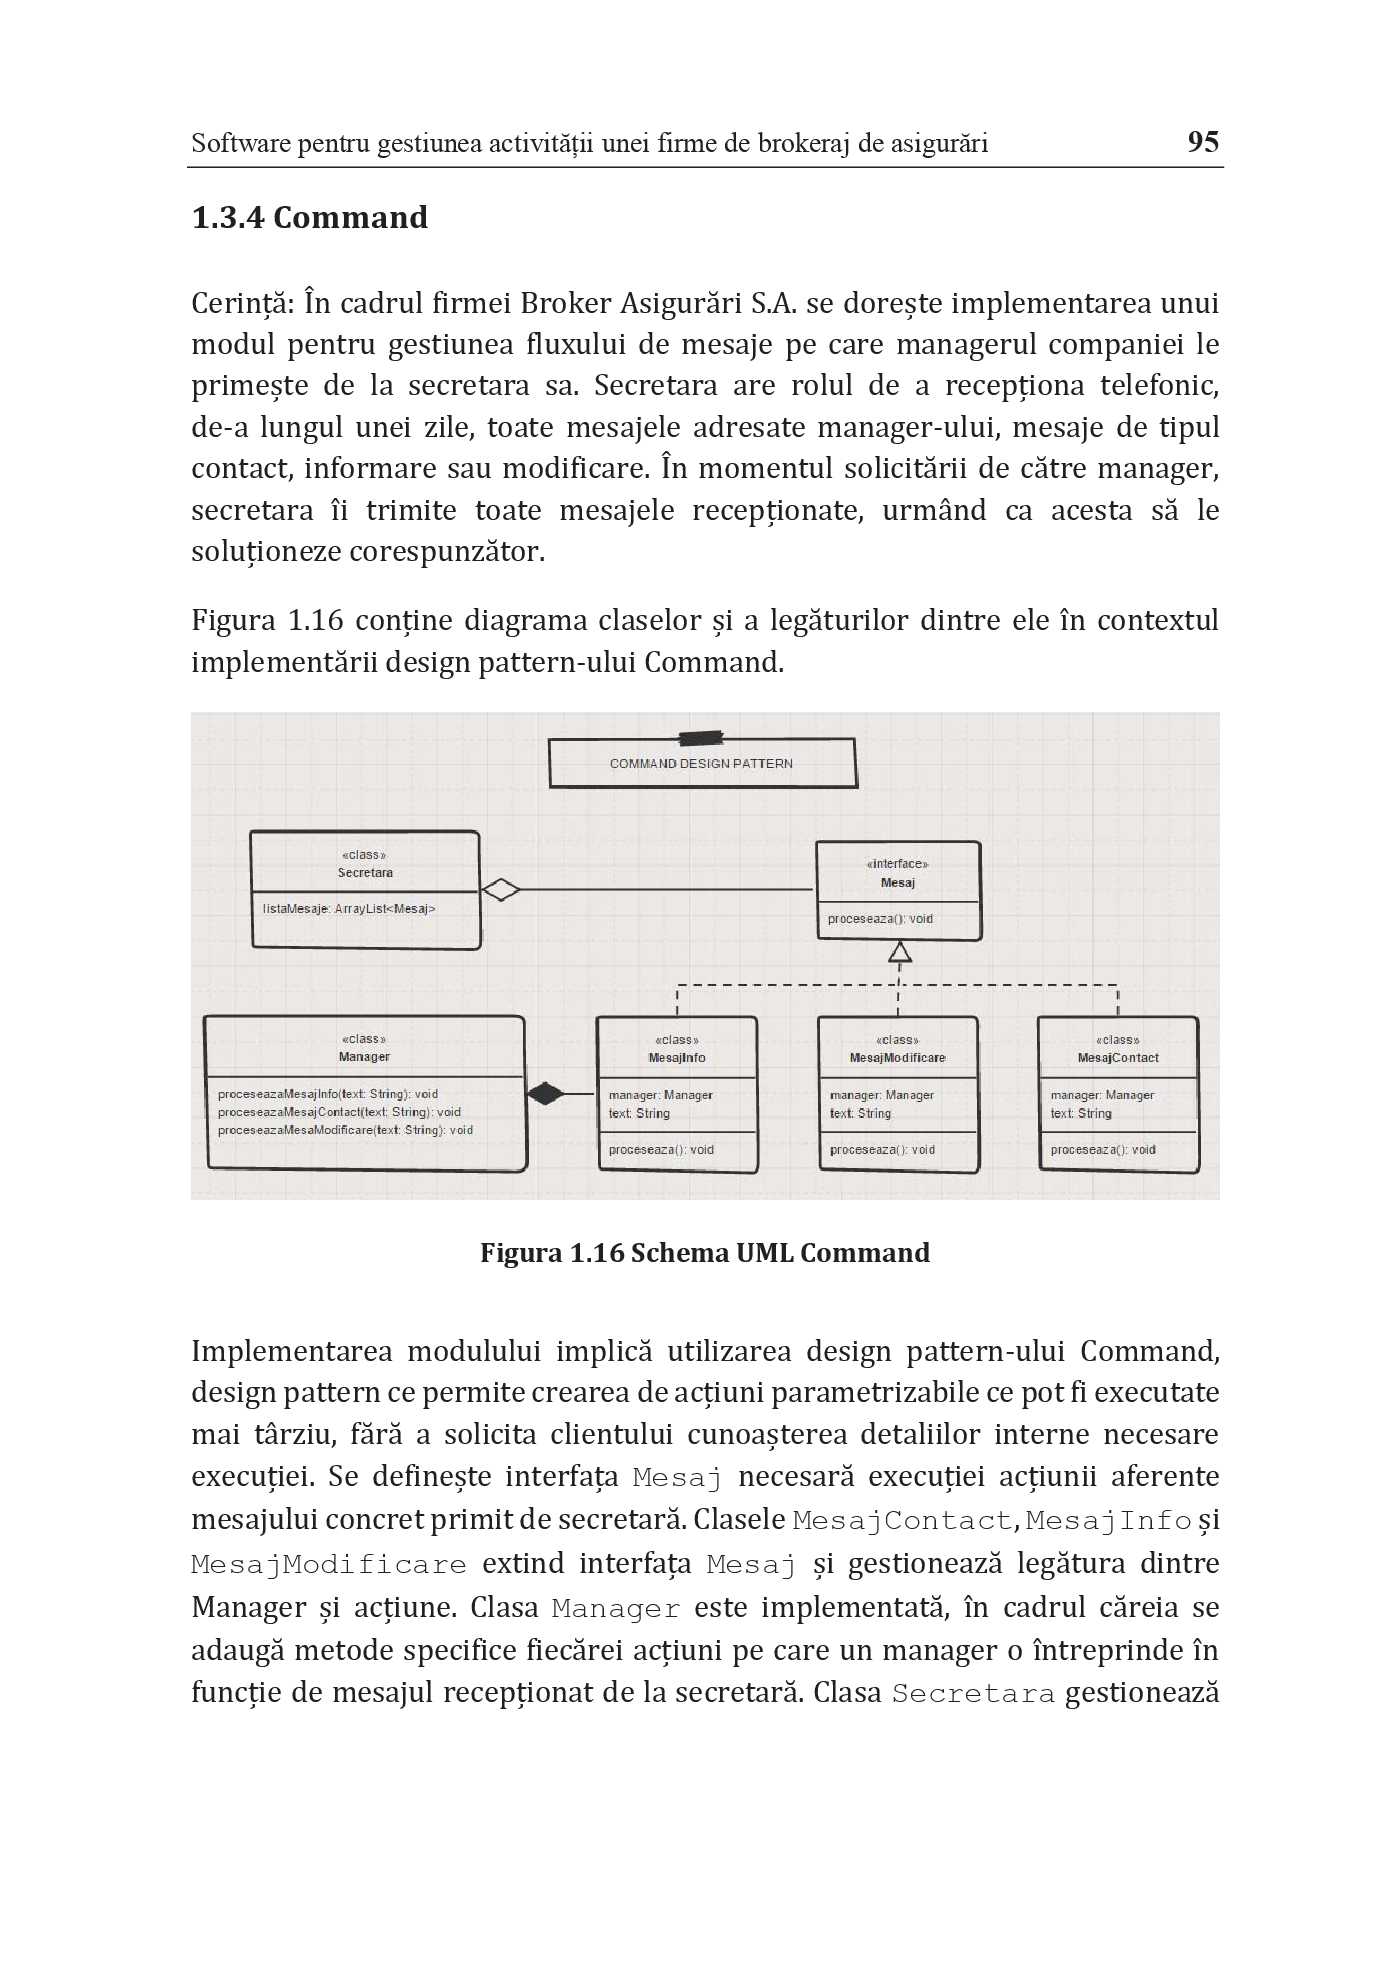 Software pentru gestiunea activității unei firme de brokeraj de asigurări 95
1.3.4 Command
Cerință: În cadrul firmei Broker Asigurări S.A. se dorește implementarea unui
modul pentru gestiunea fluxului de mesaje pe care managerul companiei le
primește de la secretara sa. Secretara are rolul de a recepționa telefonic,
de-a lungul unei zile, toate mesajele adresate manager-ului, mesaje de tipul
contact, informare sau modificare. În momentul solicitării de către manager,
secretara îi trimite toate mesajele recepționate, urmând ca acesta să le
soluționeze corespunzător.
Figura 1.16 conține diagrama claselor și a legăturilor dintre ele în contextul
implementării design pattern-ului Command.
COMMAND DESIGN PATTERN
«class»
Secretara
listaMesaje: ArrayList<Mesaj>
«interface»
Mesaj
proceseaza(): void
«class»
Manager
proceseazaMesajInfo(text: String): void
proceseazaMesajContact(text: String): void
proceseazaMesaModificare(text: String): void
«class»
MesajInfo
manager: Manager
text: String
proceseaza(): void
«class»
MesajModificare
manager: Manager
text: String
proceseaza(): void
«class»
MesajContact
manager: Manager
text: String
proceseaza(): void
Figura 1.16 Schema UML Command
Implementarea modulului implică utilizarea design pattern-ului Command,
design pattern ce permite crearea de acțiuni parametrizabile ce pot fi executate
mai târziu, fără a solicita clientului cunoașterea detaliilor interne necesare
execuției. Se definește interfața Mesaj necesară execuției acțiunii aferente
mesajului concret primit de secretară. Clasele MesajContact, MesajInfo și
MesajModificare extind interfața Mesaj și gestionează legătura dintre
Manager și acțiune. Clasa Manager este implementată, în cadrul căreia se
adaugă metode specifice fiecărei acțiuni pe care un manager o întreprinde în
funcție de mesajul recepționat de la secretară. Clasa Secretara gestionează